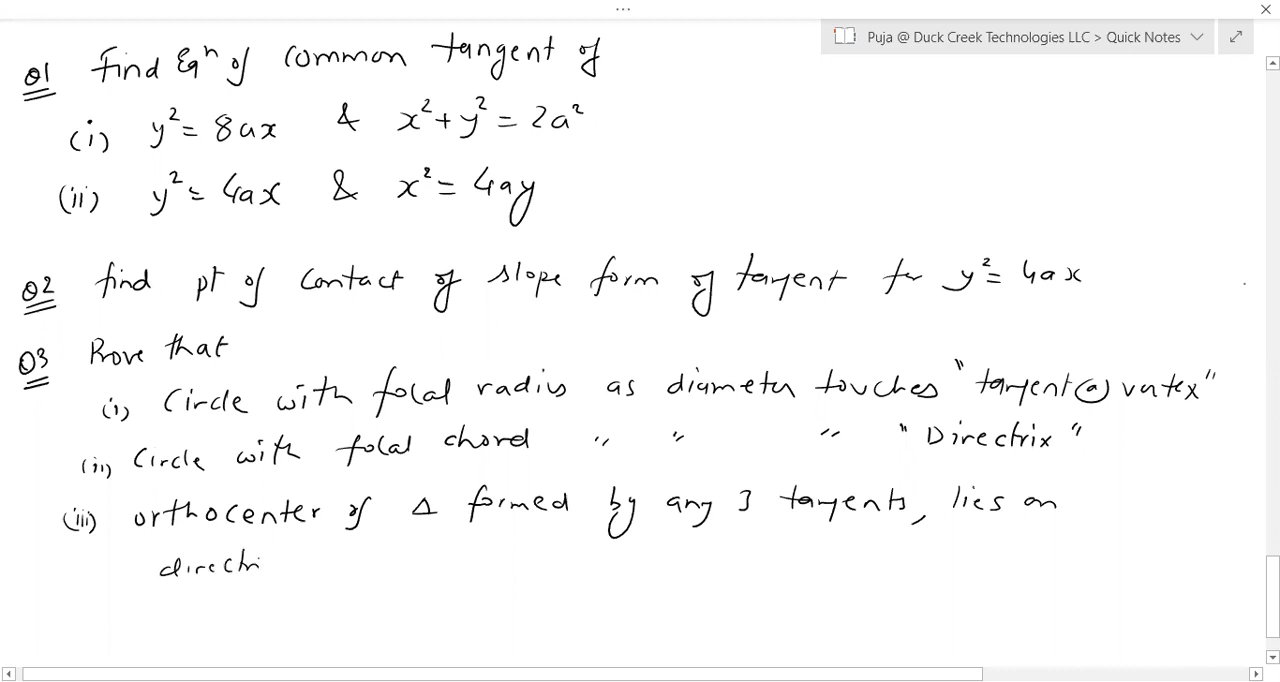 ...
Puja @ Duck Creek Technologies LLC > Quick Notes
Q1 Find Eqⁿ of common tangent of
(i) y² = 8ax & x² + y² = 2a²
(ii) y² = 4ax & x² = 4ay
Q2 find pt of contact of slope form of tangent for y² = 4ax
Q3 Prove that
(i) Circle with focal radius as diameter touches "tangent @ vertex"
(ii) Circle with focal chord " " " "Directrix"
(iii) orthocenter of Δ formed by any 3 tangents, lies on
directri